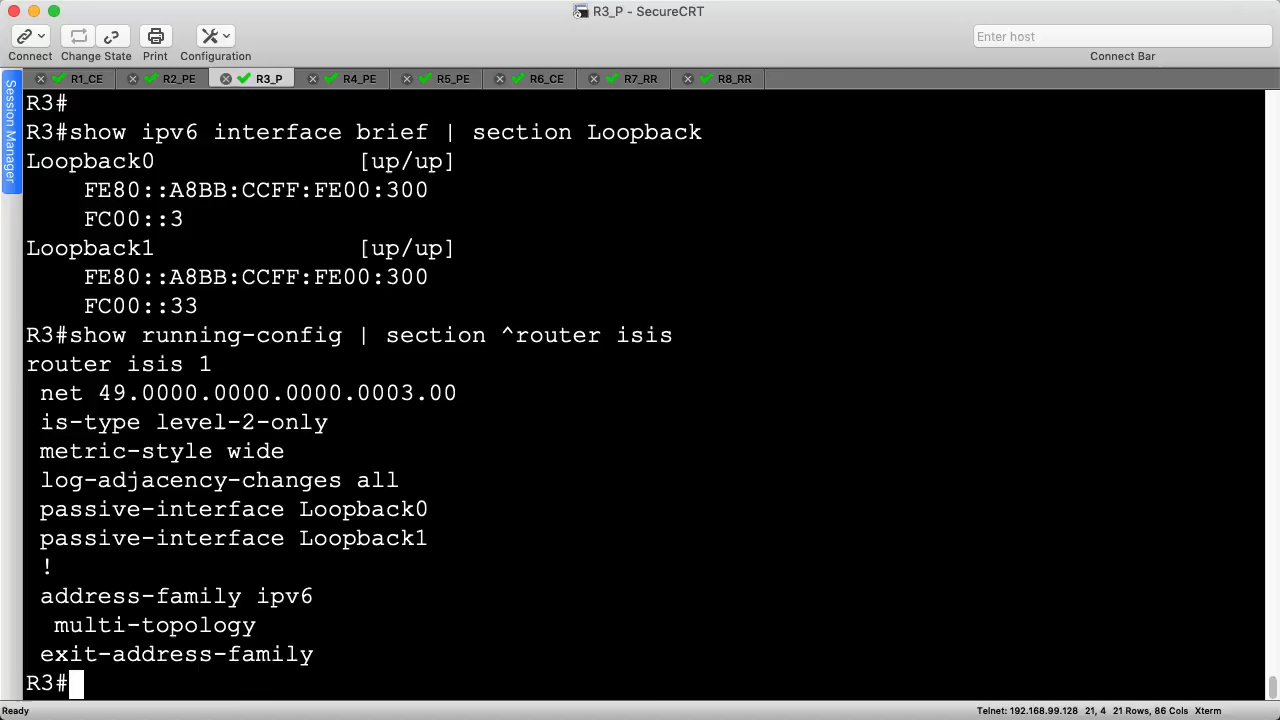 R3_P - SecureCRT
Enter host
Connect Change State Print Configuration Connect Bar
R1_CE R2_PE R3_P R4_PE R5_PE R6_CE R7_RR R8_RR
Session Manager
R3#
R3#show ipv6 interface brief | section Loopback
Loopback0 [up/up]
FE80::A8BB:CCFF:FE00:300
FC00::3
Loopback1 [up/up]
FE80::A8BB:CCFF:FE00:300
FC00::33
R3#show running-config | section ^router isis
router isis 1
net 49.0000.0000.0000.0003.00
is-type level-2-only
metric-style wide
log-adjacency-changes all
passive-interface Loopback0
passive-interface Loopback1
!
address-family ipv6
multi-topology
exit-address-family
R3#
Ready Telnet: 192.168.99.128 21, 4 21 Rows, 86 Cols Xterm